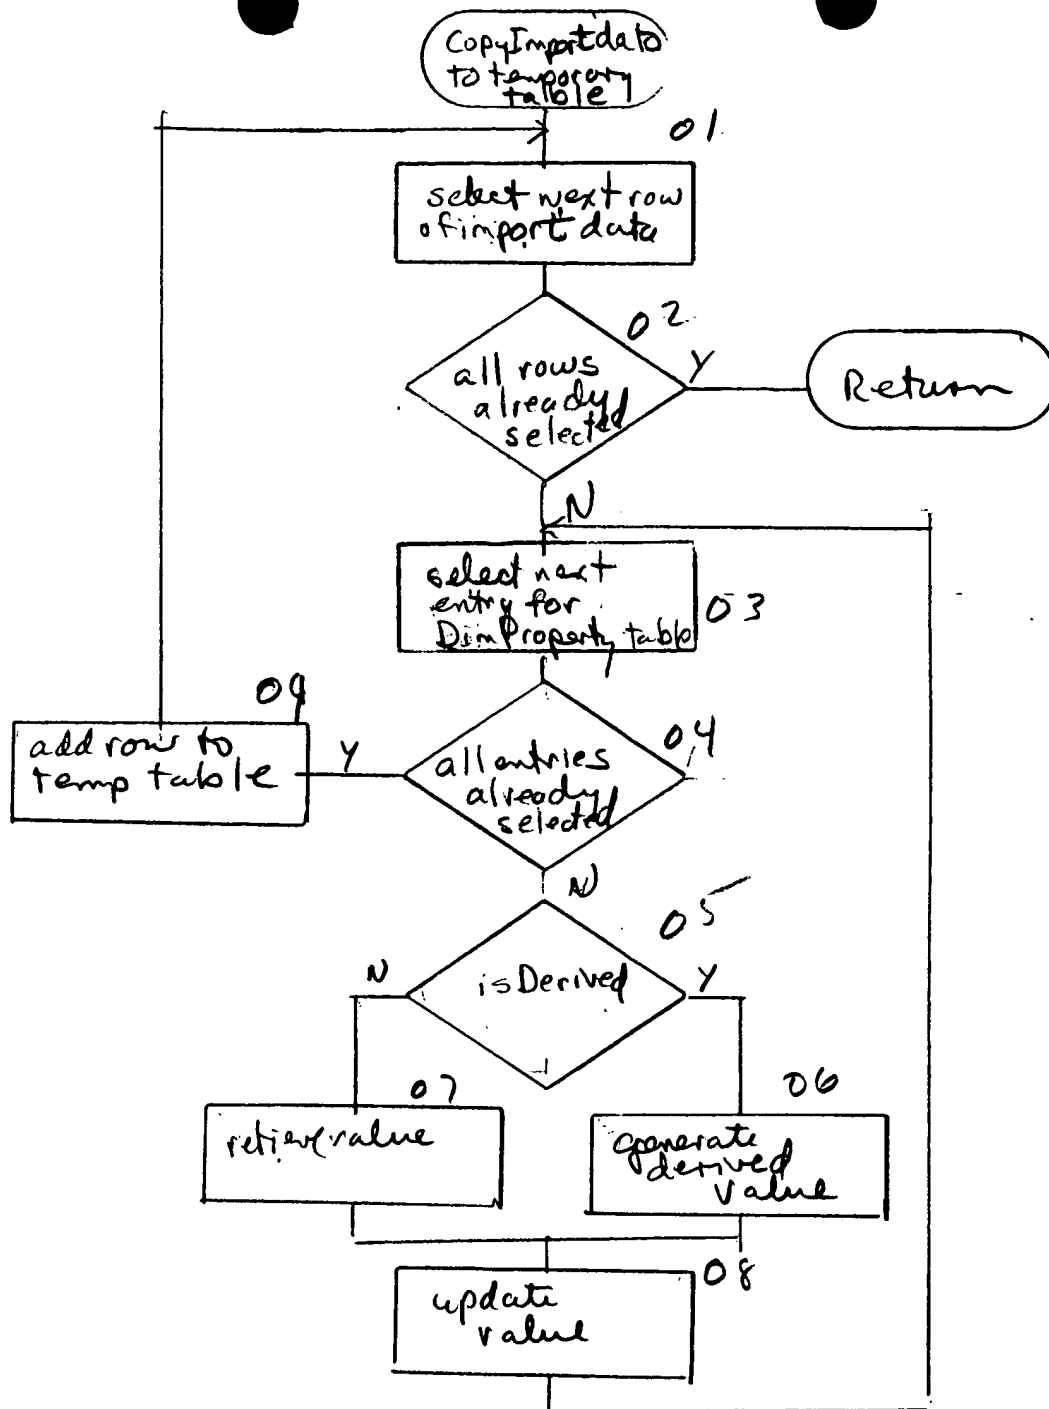 CopyImportdata
to temporary
table
01
select next row
of import data
02
all rows
already
selected
Y
Return
N
select next
entry for
DimProperty table
03
09
add row to
temp table
Y
04
all entries
already
selected
N
05
isDerived
N
Y
07
retieve value
06
generate
derived
value
08
update
value